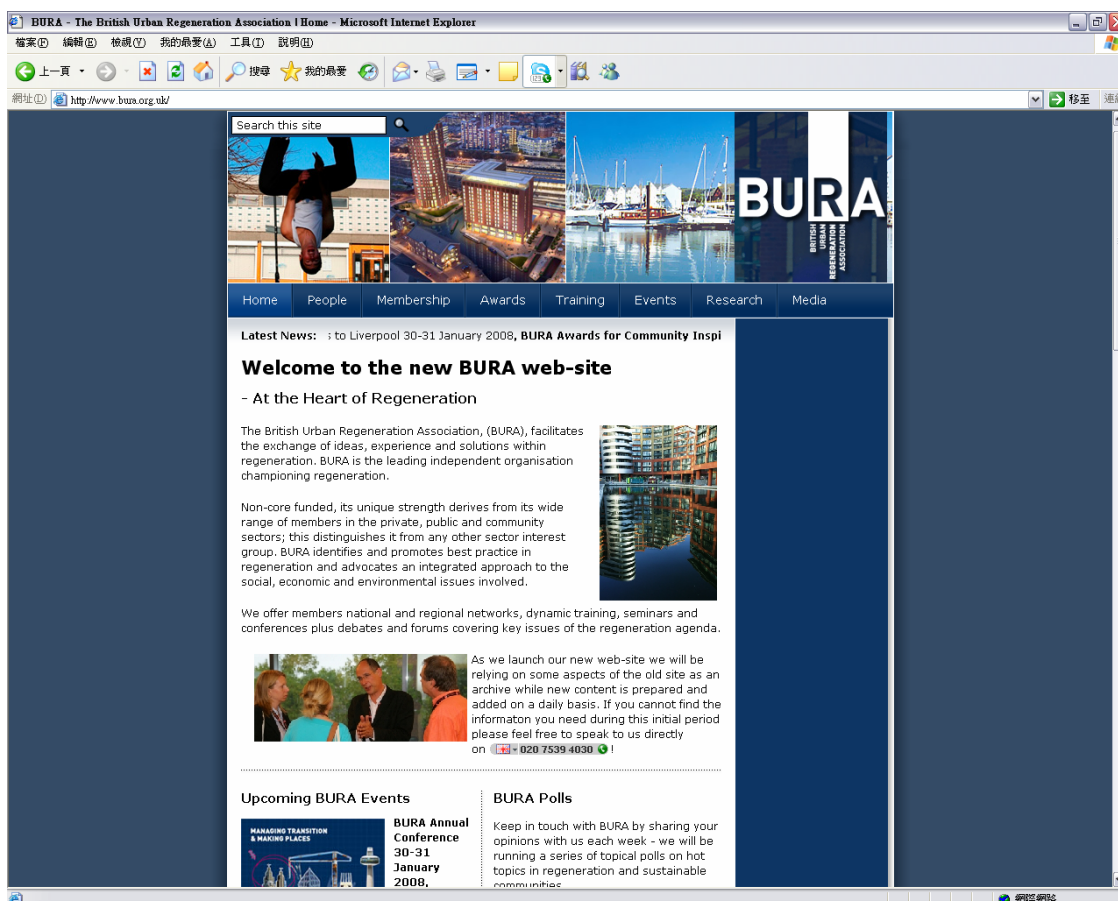 BURA - The British Urban Regeneration Association | Home - Microsoft Internet Explorer
檔案(F) 編輯(E) 檢視(V) 我的最愛(A) 工具(T) 說明(H)
上一頁 搜尋 我的最愛
網址(D) http://www.bura.org.uk/ 移至
Search this site
BURA
BRITISH
URBAN
REGENERATION
ASSOCIATION
Home People Membership Awards Training Events Research Media
Latest News: ; to Liverpool 30-31 January 2008, BURA Awards for Community Inspi
Welcome to the new BURA web-site
- At the Heart of Regeneration
The British Urban Regeneration Association, (BURA), facilitates
the exchange of ideas, experience and solutions within
regeneration. BURA is the leading independent organisation
championing regeneration.
Non-core funded, its unique strength derives from its wide
range of members in the private, public and community
sectors; this distinguishes it from any other sector interest
group. BURA identifies and promotes best practice in
regeneration and advocates an integrated approach to the
social, economic and environmental issues involved.
We offer members national and regional networks, dynamic training, seminars and
conferences plus debates and forums covering key issues of the regeneration agenda.
As we launch our new web-site we will be
relying on some aspects of the old site as an
archive while new content is prepared and
added on a daily basis. If you cannot find the
informaton you need during this initial period
please feel free to speak to us directly
on 020 7539 4030 !
Upcoming BURA Events
MANAGING TRANSITION
& MAKING PLACES
BURA Annual
Conference
30-31
January
2008,
BURA Polls
Keep in touch with BURA by sharing your
opinions with us each week - we will be
running a series of topical polls on hot
topics in regeneration and sustainable
communities
網際網路